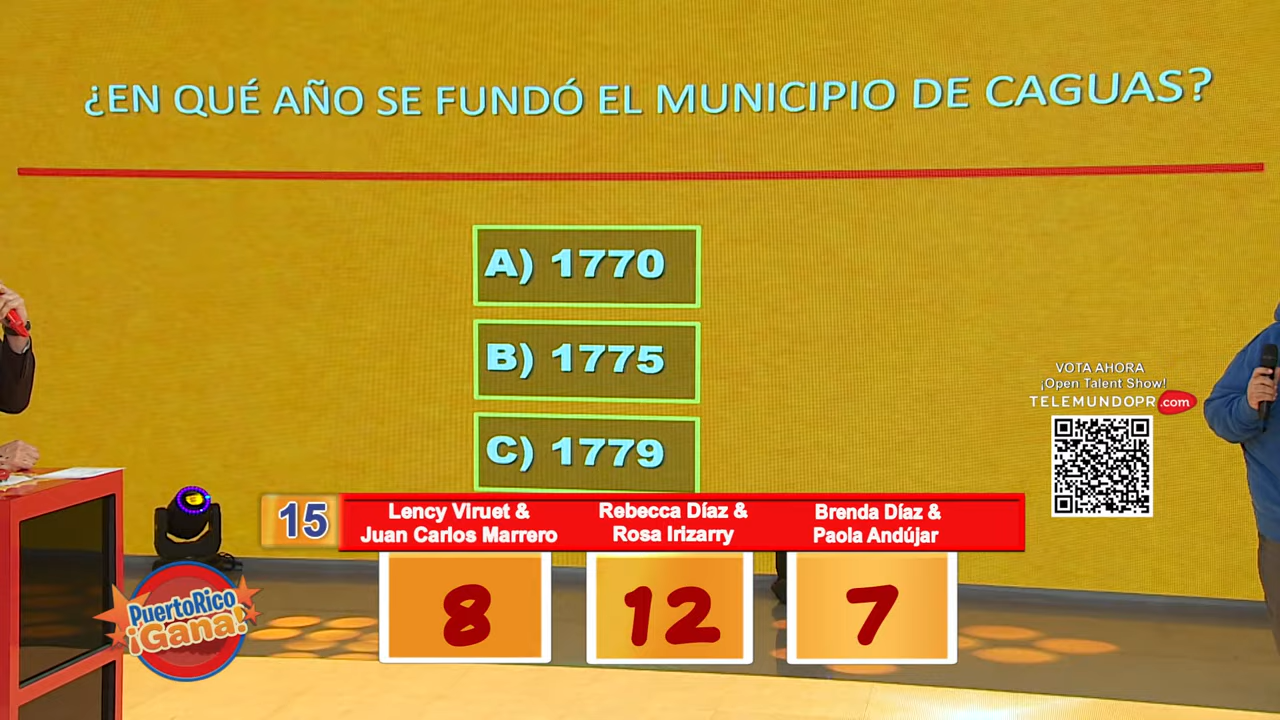 ¿EN QUÉ AÑO SE FUNDÓ EL MUNICIPIO DE CAGUAS?
A) 1770
B) 1775
C) 1779
VOTA AHORA
¡Open Talent Show!
TELEMUNDOPR.com
15
Lency Viruet &
Juan Carlos Marrero
Rebecca Díaz &
Rosa Irizarry
Brenda Díaz &
Paola Andújar
8
12
7
PuertoRico
¡Gana!